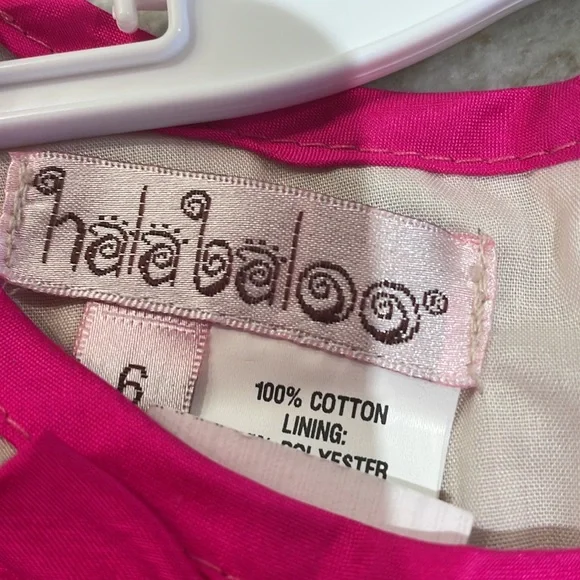 halabaloo®
6
100% COTTON
LINING:
% POLYESTER